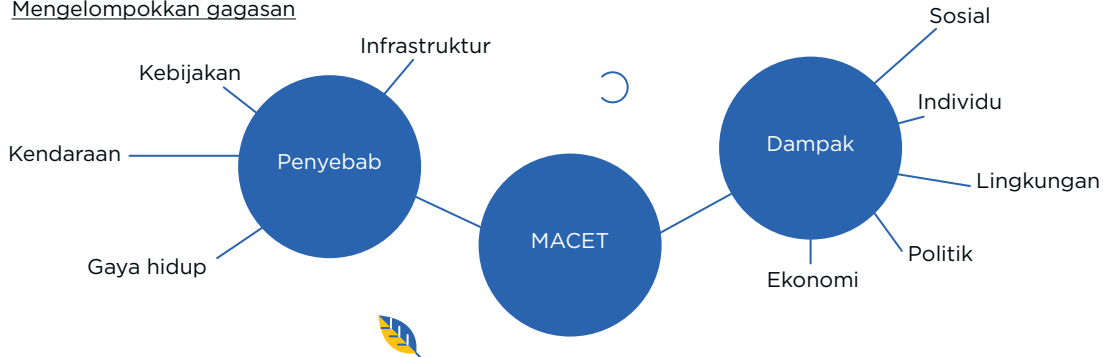 Mengelompokkan gagasan
Infrastruktur
Kebijakan
Kendaraan
Gaya hidup
Penyebab
MACET
Dampak
Sosial
Individu
Lingkungan
Politik
Ekonomi